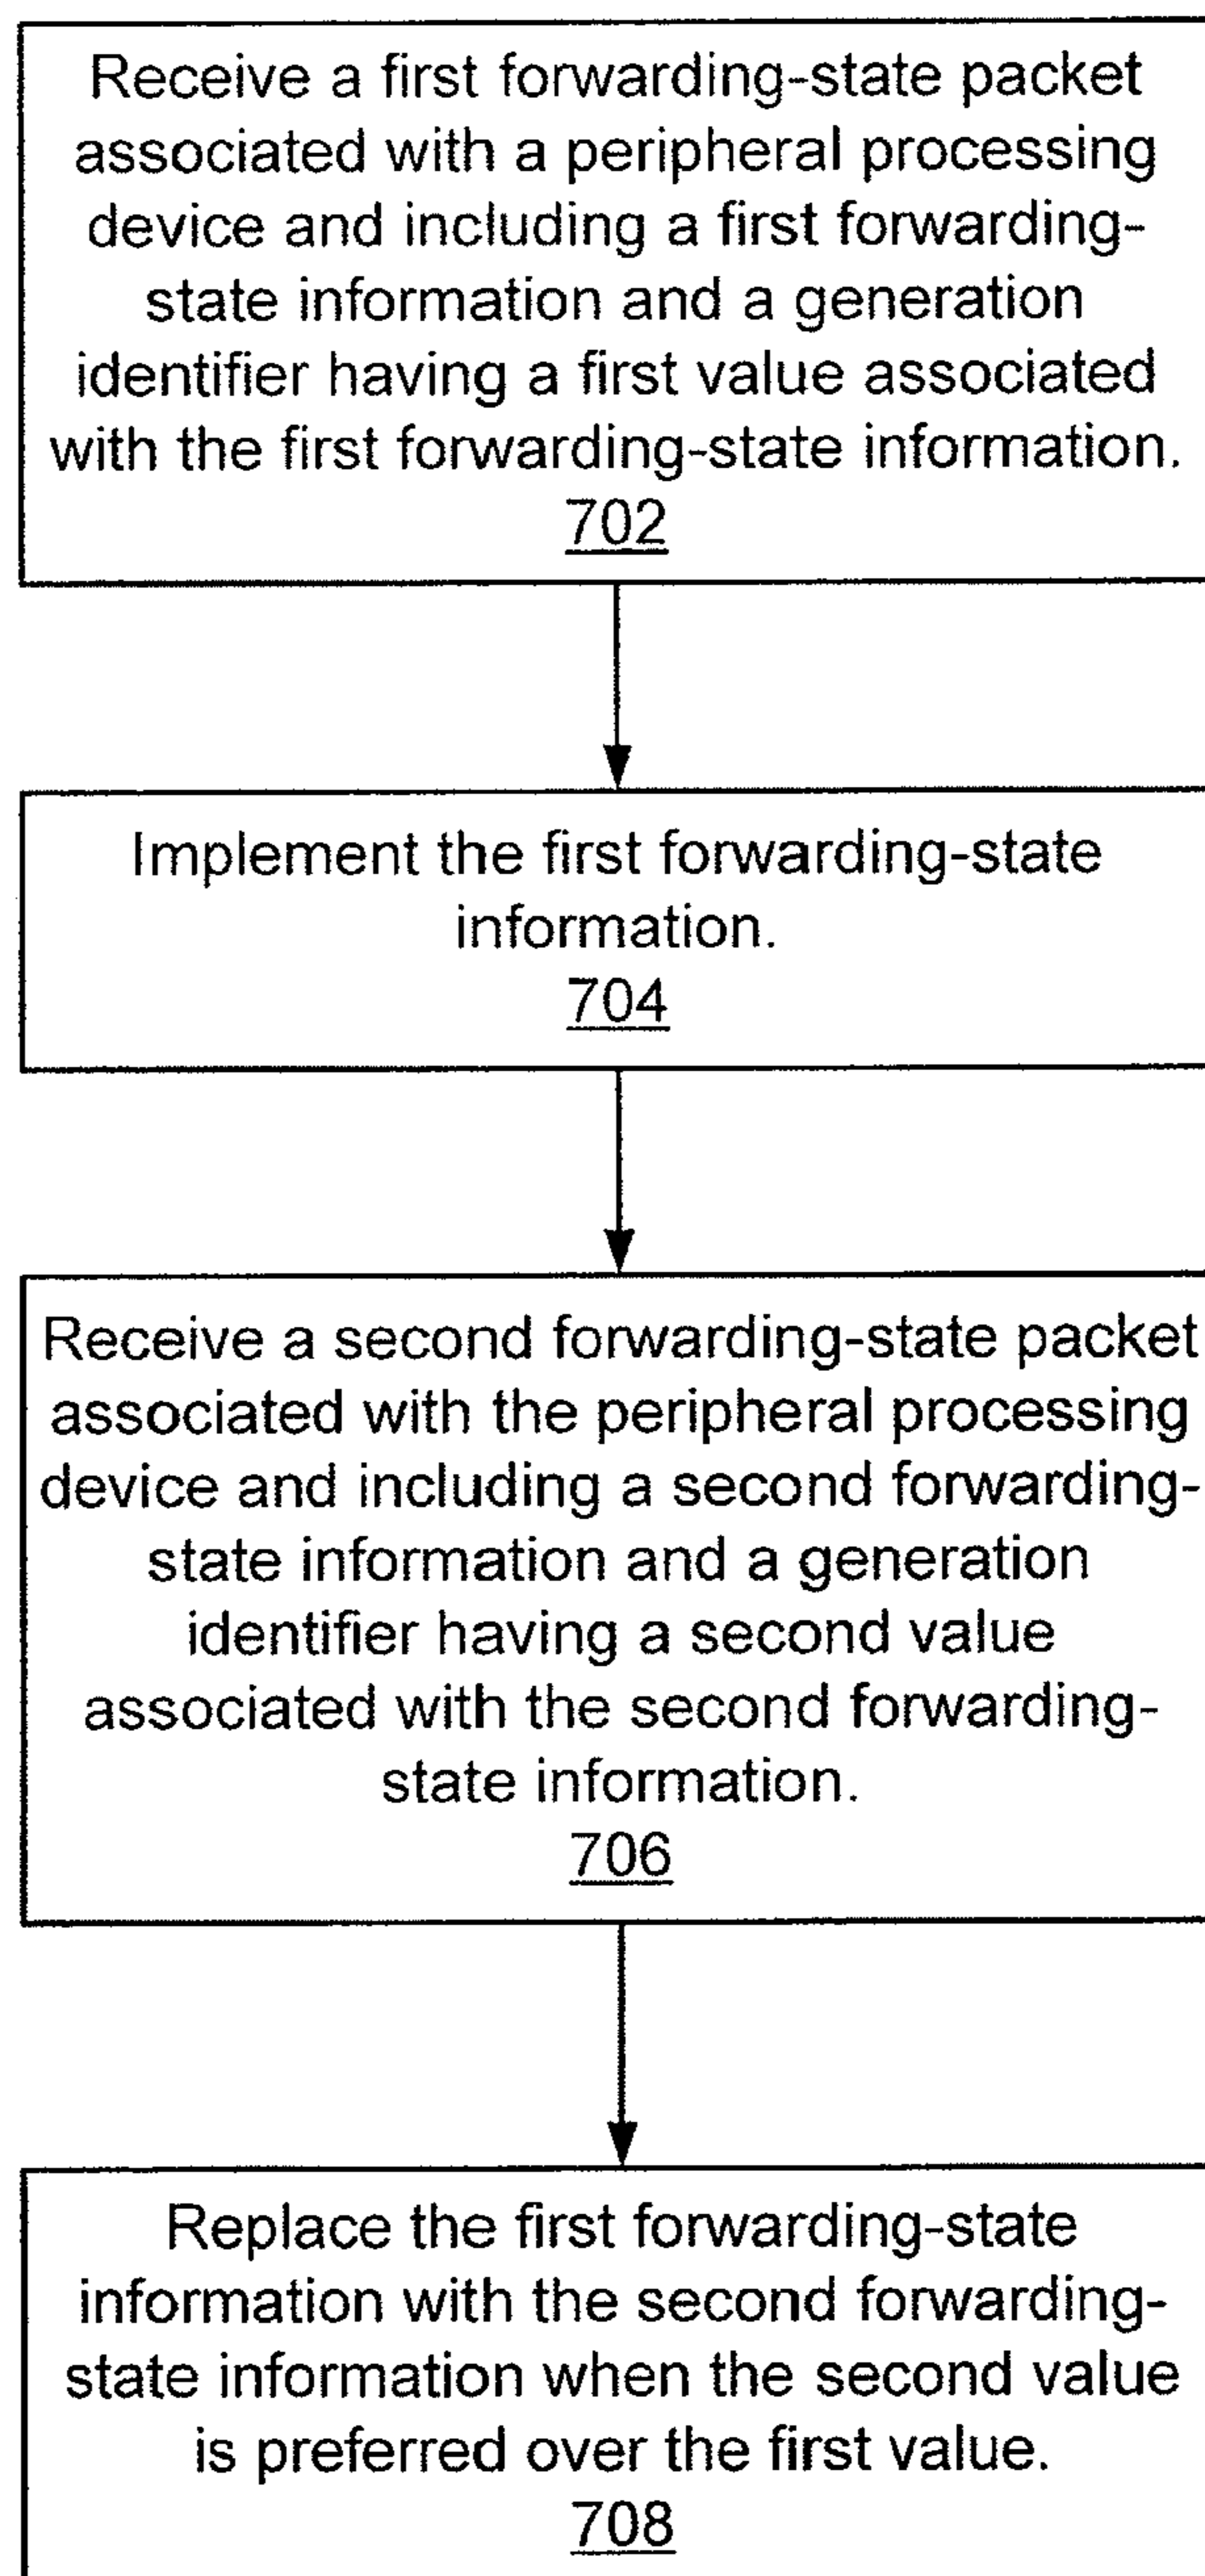 Receive a first forwarding-state packet
associated with a peripheral processing
device and including a first forwarding-
state information and a generation
identifier having a first value associated
with the first forwarding-state information.
702
Implement the first forwarding-state
information.
704
Receive a second forwarding-state packet
associated with the peripheral processing
device and including a second forwarding-
state information and a generation
identifier having a second value
associated with the second forwarding-
state information.
706
Replace the first forwarding-state
information with the second forwarding-
state information when the second value
is preferred over the first value.
708